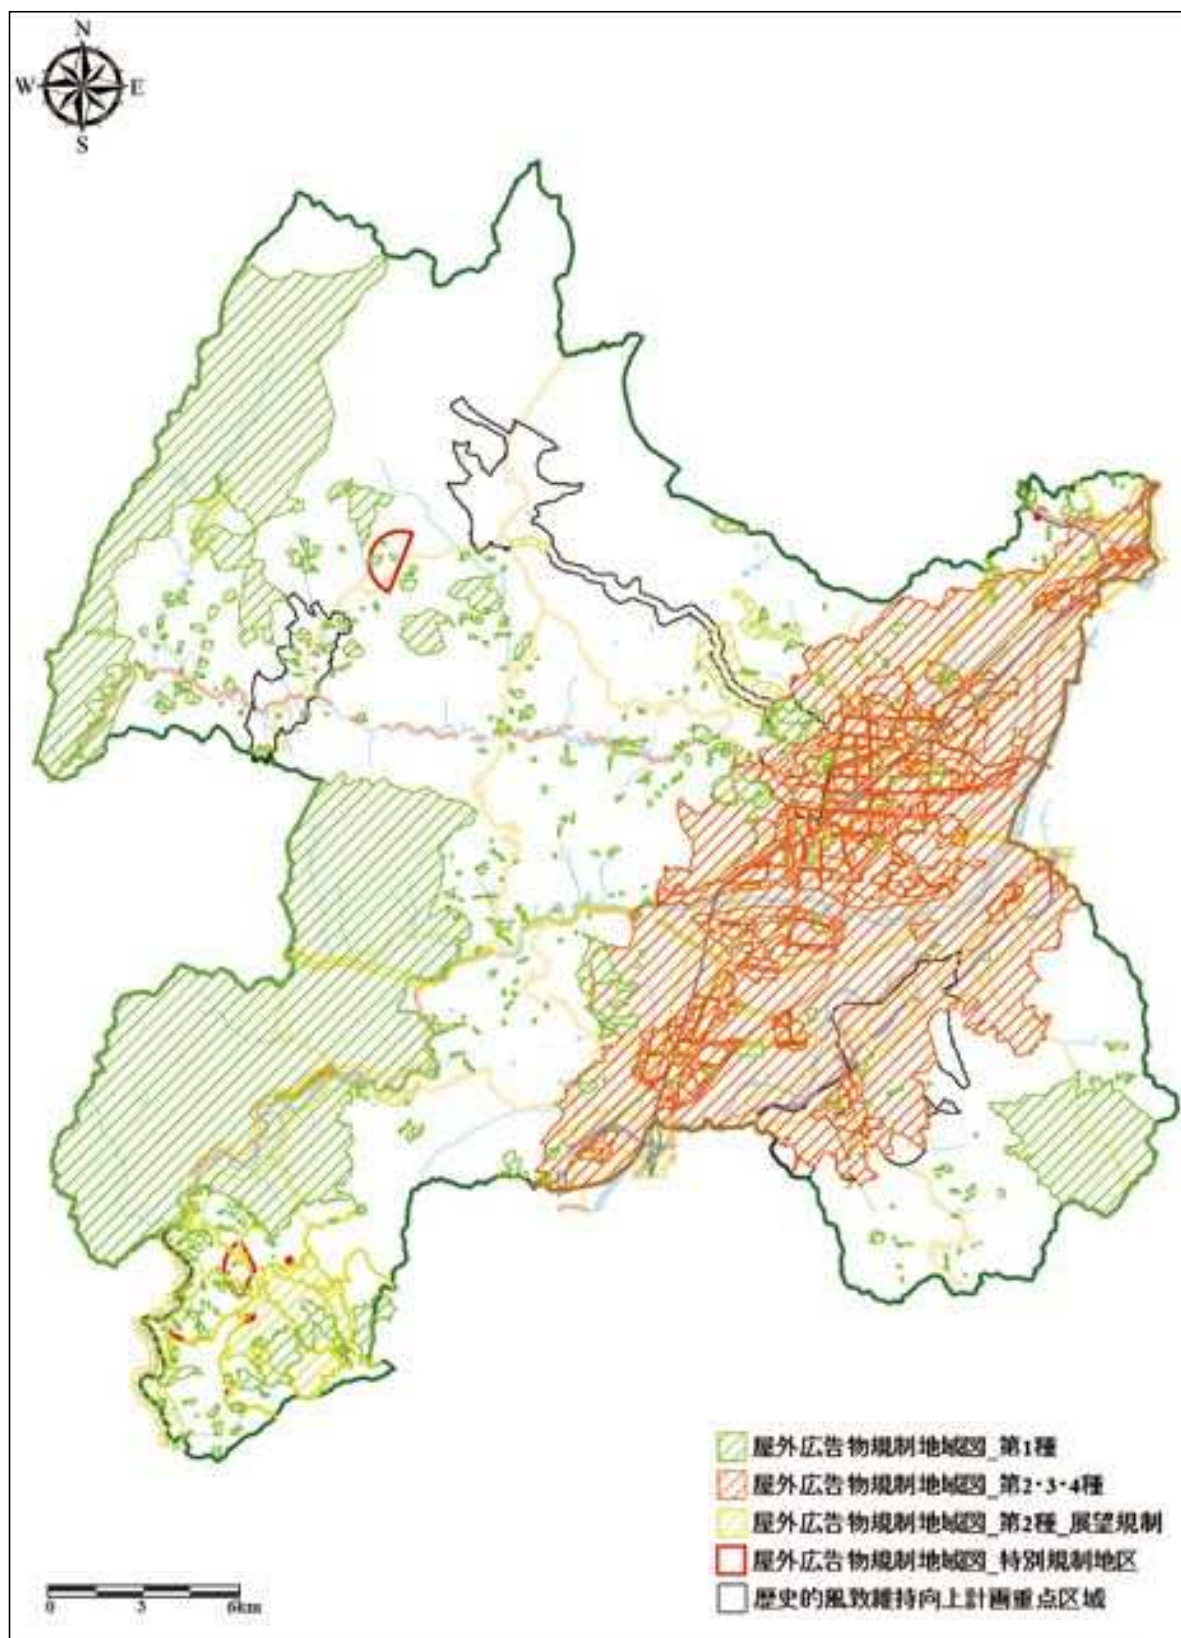 N
W E
S
屋外広告物規制地域図_第1種
屋外広告物規制地域図_第2・3・4種
屋外広告物規制地域図_第2種_展望規制
屋外広告物規制地域図_特別規制地区
歴史的風致維持向上計画重点区域
0 3 6km